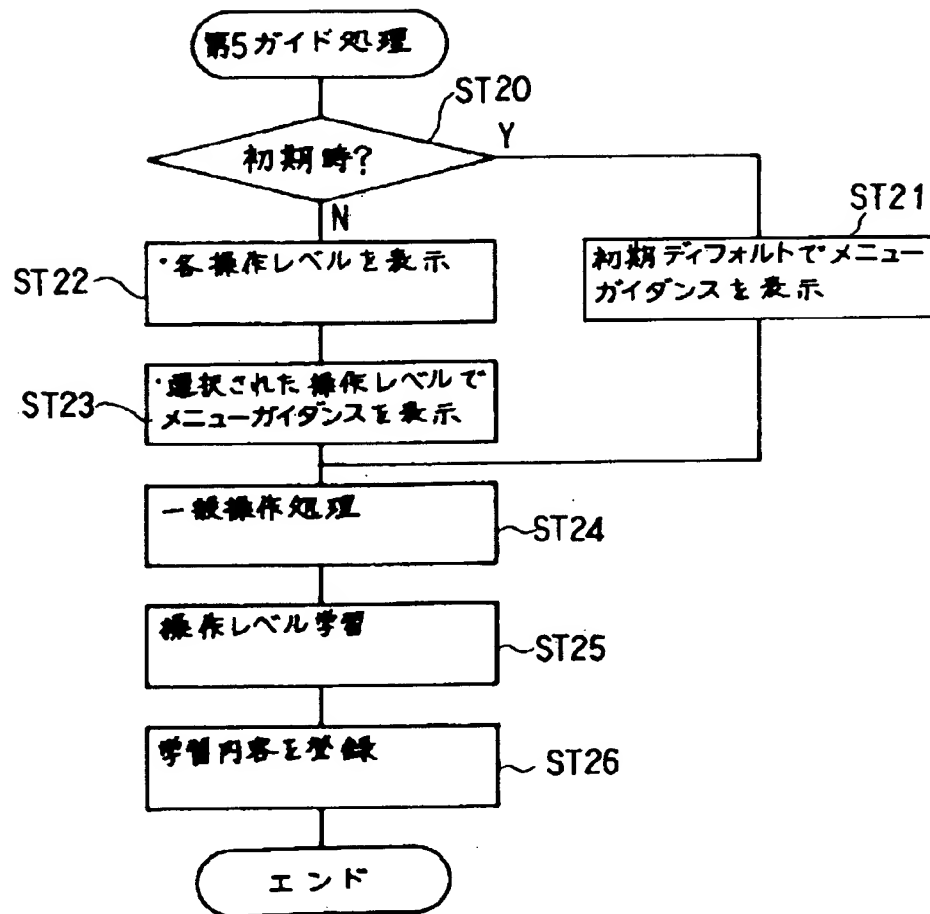 第5ガイド処理
ST20
初期時?
Y
N
ST21
初期ディフォルトでメニュー
ガイダンスを表示
・各操作レベルを表示
ST22
・選択された操作レベルで
メニューガイダンスを表示
ST23
一般操作処理
ST24
操作レベル学習
ST25
学習内容を登録
ST26
エンド